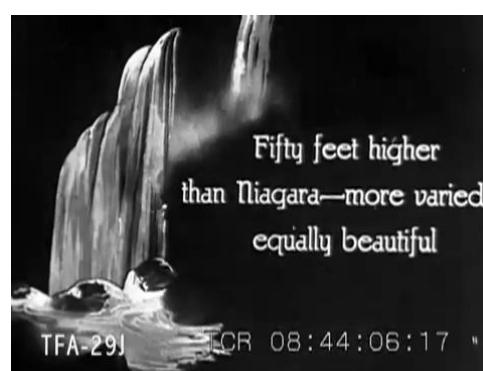 Fifty feet higher
than Niagara—more varied
equally beautiful
TFA-29J TCR 08:44:06:17 "